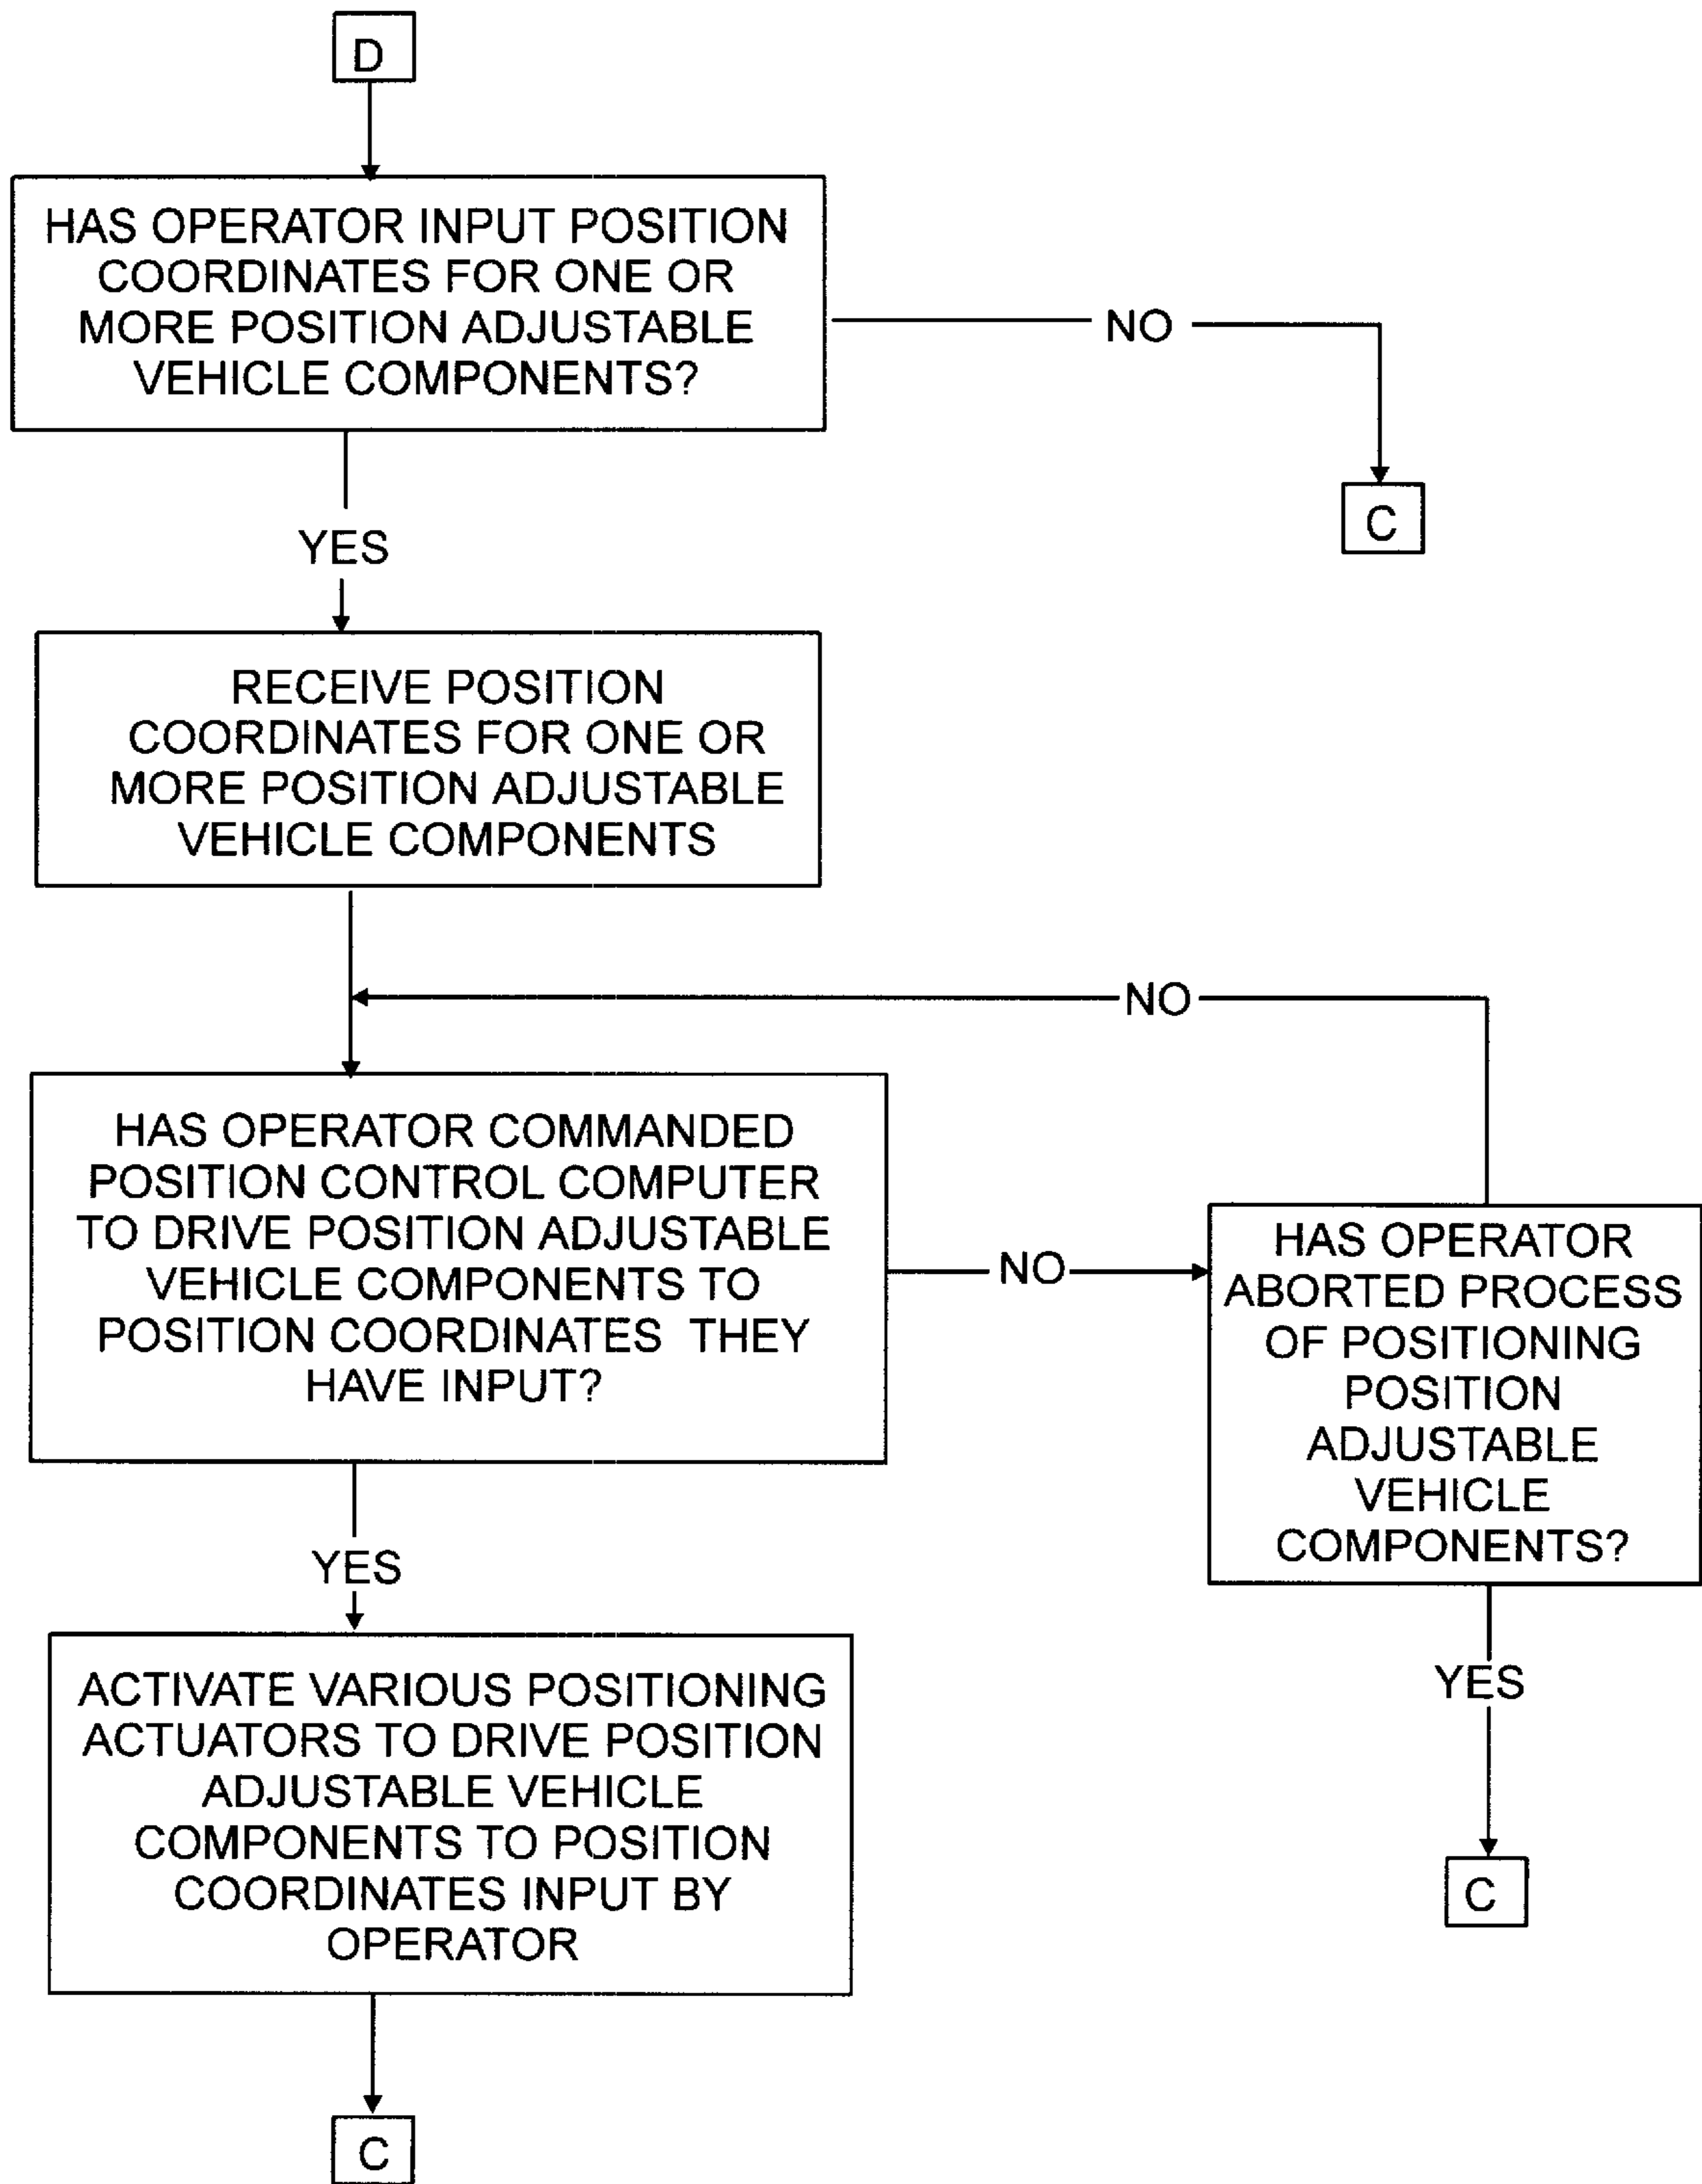 D
HAS OPERATOR INPUT POSITION
COORDINATES FOR ONE OR
MORE POSITION ADJUSTABLE
VEHICLE COMPONENTS?
NO
C
YES
RECEIVE POSITION
COORDINATES FOR ONE OR
MORE POSITION ADJUSTABLE
VEHICLE COMPONENTS
NO
HAS OPERATOR COMMANDED
POSITION CONTROL COMPUTER
TO DRIVE POSITION ADJUSTABLE
VEHICLE COMPONENTS TO
POSITION COORDINATES THEY
HAVE INPUT?
NO
HAS OPERATOR
ABORTED PROCESS
OF POSITIONING
POSITION
ADJUSTABLE
VEHICLE
COMPONENTS?
YES
YES
C
ACTIVATE VARIOUS POSITIONING
ACTUATORS TO DRIVE POSITION
ADJUSTABLE VEHICLE
COMPONENTS TO POSITION
COORDINATES INPUT BY
OPERATOR
C